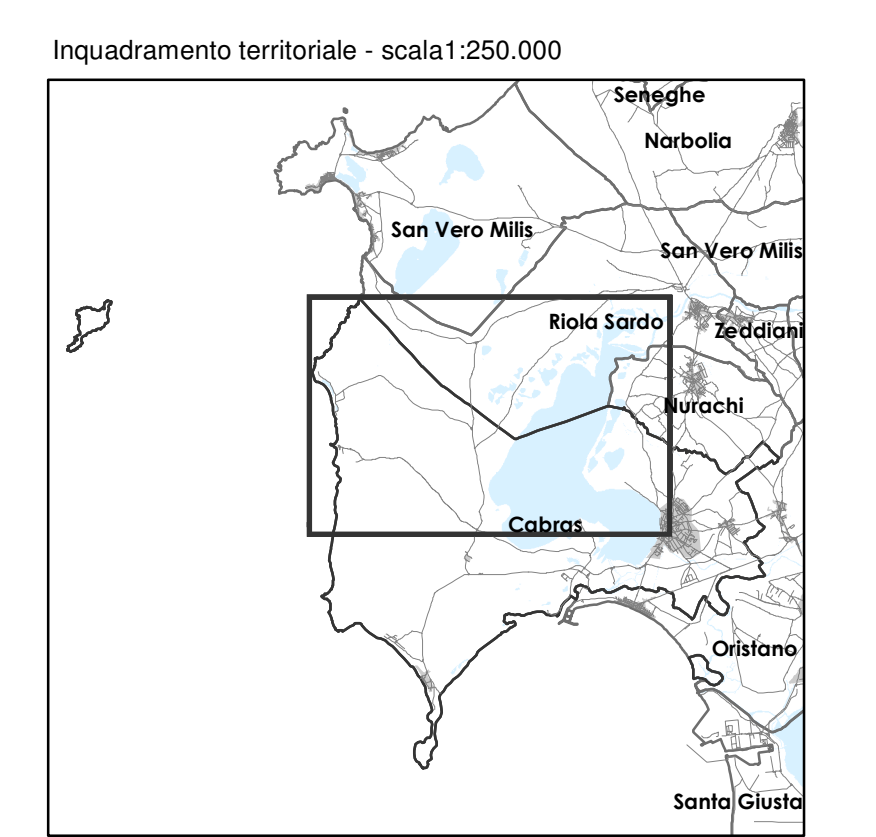 Inquadramento territoriale - scala1:250.000
Seneghe
Narbolia
San Vero Milis
San Vero Milis
Riola Sardo
Zeddiani
Nurachi
Cabras
Oristano
Santa Giusta